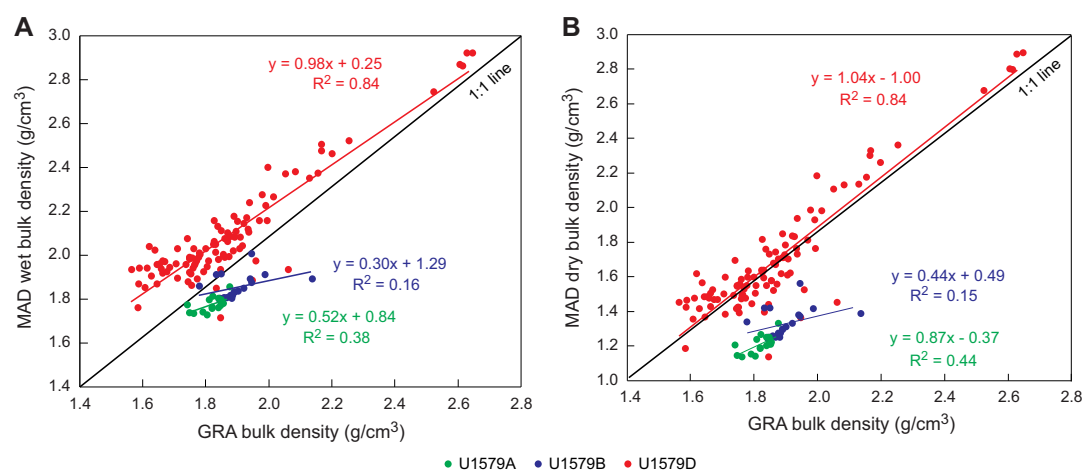 A
MAD wet bulk density (g/cm³)
3.0
2.8
2.6
2.4
2.2
2.0
1.8
1.6
1.4
y = 0.98x + 0.25
R² = 0.84
1:1 line
y = 0.30x + 1.29
R² = 0.16
y = 0.52x + 0.84
R² = 0.38
1.4 1.6 1.8 2.0 2.2 2.4 2.6 2.8
GRA bulk density (g/cm³)
B
MAD dry bulk density (g/cm³)
3.0
2.8
2.6
2.4
2.2
2.0
1.8
1.6
1.4
1.2
1.0
y = 1.04x - 1.00
R² = 0.84
1:1 line
y = 0.44x + 0.49
R² = 0.15
y = 0.87x - 0.37
R² = 0.44
1.4 1.6 1.8 2.0 2.2 2.4 2.6 2.8
GRA bulk density (g/cm³)
U1579A U1579B U1579D